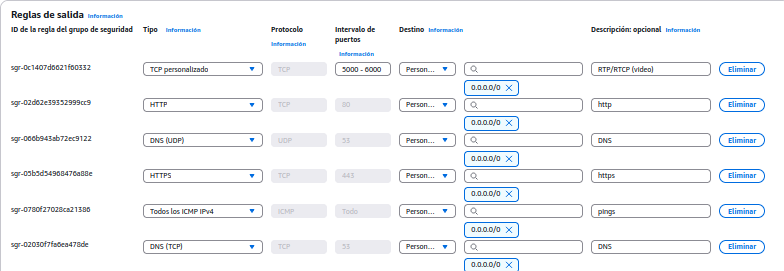 Reglas de salida Información
ID de la regla del grupo de seguridad Tipo Información Protocolo Información Intervalo de puertos Información Destino Información Descripción: opcional Información
sgr-0c1407d6621f60332 TCP personalizado TCP 5000 - 6000 Person... RTP/RTCP (video) Eliminar
0.0.0.0/0
sgr-02d62e39352999cc9 HTTP TCP 80 Person... http Eliminar
0.0.0.0/0
sgr-066b943ab72ec9122 DNS (UDP) UDP 53 Person... DNS Eliminar
0.0.0.0/0
sgr-05b5d54968476a88e HTTPS TCP 443 Person... https Eliminar
0.0.0.0/0
sgr-0780f27028ca21386 Todos los ICMP IPv4 ICMP Todo Person... pings Eliminar
0.0.0.0/0
sgr-02030f7fa6ea478de DNS (TCP) TCP 53 Person... DNS Eliminar
0.0.0.0/0